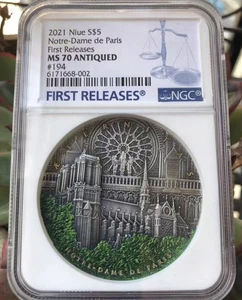 2021 Niue S$5
Notre-Dame de Paris
First Releases
MS 70 ANTIQUED
#194
6171668-002
FIRST RELEASES®
NGC®
NOTRE-DAME DE PARIS